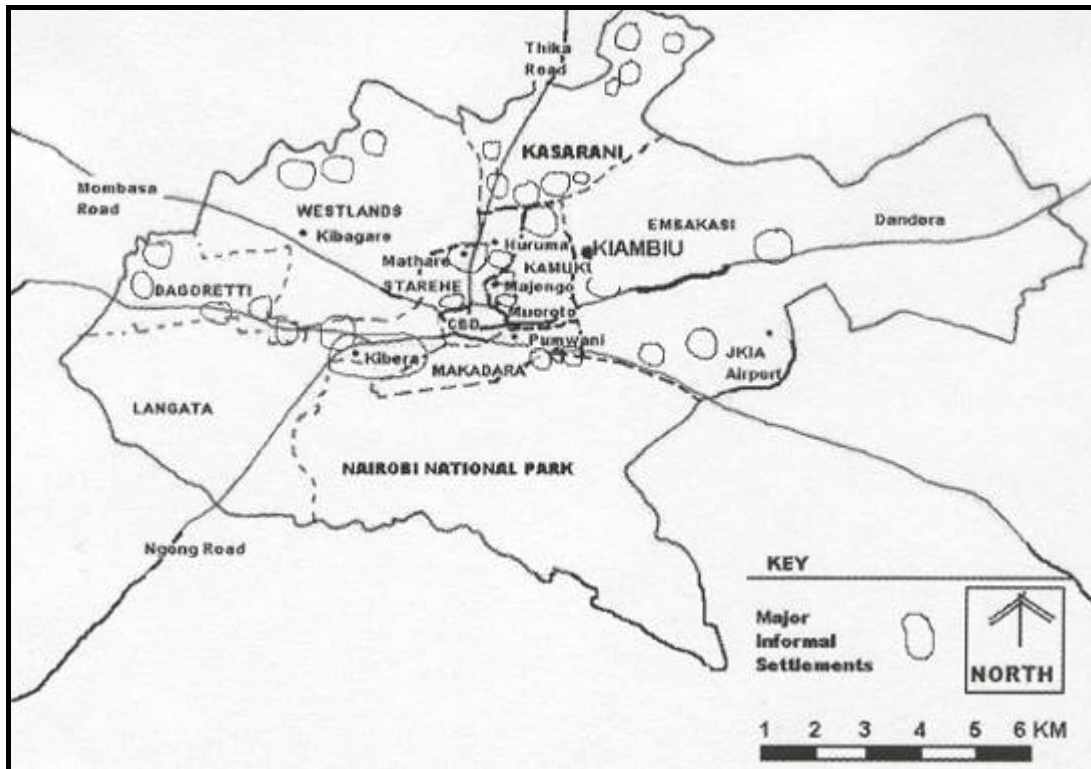 Thika
Road
KASARANI
Mombasa
Road
WESTLANDS
Kibagare
EMBAKASI
Dandora
Huruma
KIAMBIU
Mathare
KAMUKI
STAREHE
Majengo
DAGORETTI
Muoroto
CBD
Pumwani
Kibera
MAKADARA
JKIA
Airport
LANGATA
NAIROBI NATIONAL PARK
Ngong Road
KEY
Major
Informal
Settlements
NORTH
1 2 3 4 5 6 KM